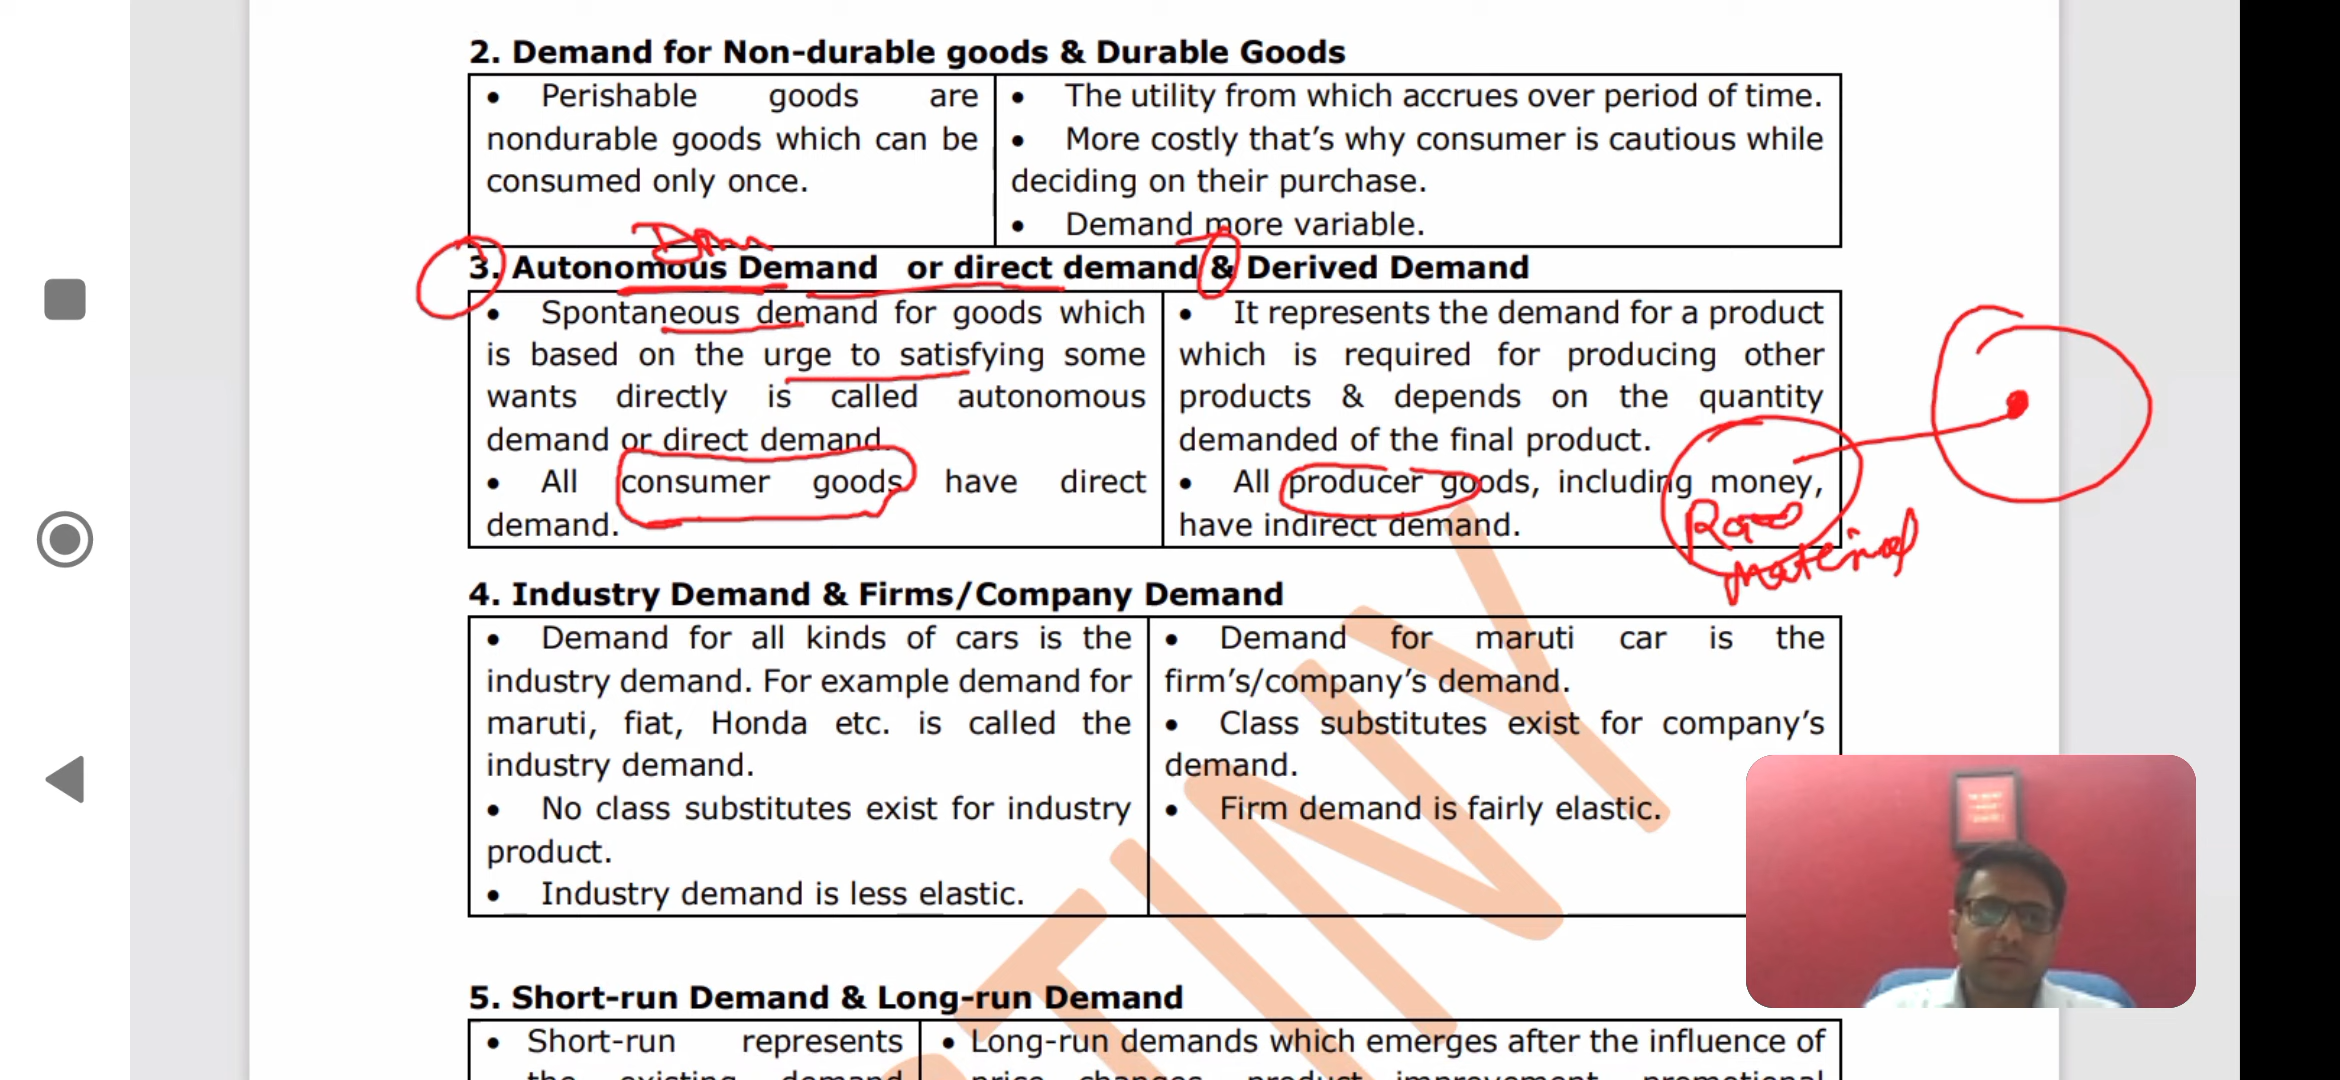 2. Demand for Non-durable goods & Durable Goods
• Perishable goods are
nondurable goods which can be
consumed only once.
• The utility from which accrues over period of time.
• More costly that’s why consumer is cautious while
deciding on their purchase.
• Demand more variable.
3. Autonomous Demand or direct demand & Derived Demand
• Spontaneous demand for goods which
is based on the urge to satisfying some
wants directly is called autonomous
demand or direct demand.
• All consumer goods have direct
demand.
• It represents the demand for a product
which is required for producing other
products & depends on the quantity
demanded of the final product.
• All producer goods, including money,
have indirect demand.
Raw
material
4. Industry Demand & Firms/Company Demand
• Demand for all kinds of cars is the
industry demand. For example demand for
maruti, fiat, Honda etc. is called the
industry demand.
• No class substitutes exist for industry
product.
• Industry demand is less elastic.
• Demand for maruti car is the
firm’s/company’s demand.
• Class substitutes exist for company’s
demand.
• Firm demand is fairly elastic.
5. Short-run Demand & Long-run Demand
• Short-run represents
the existing demand
• Long-run demands which emerges after the influence of
price changes, product improvement, promotional